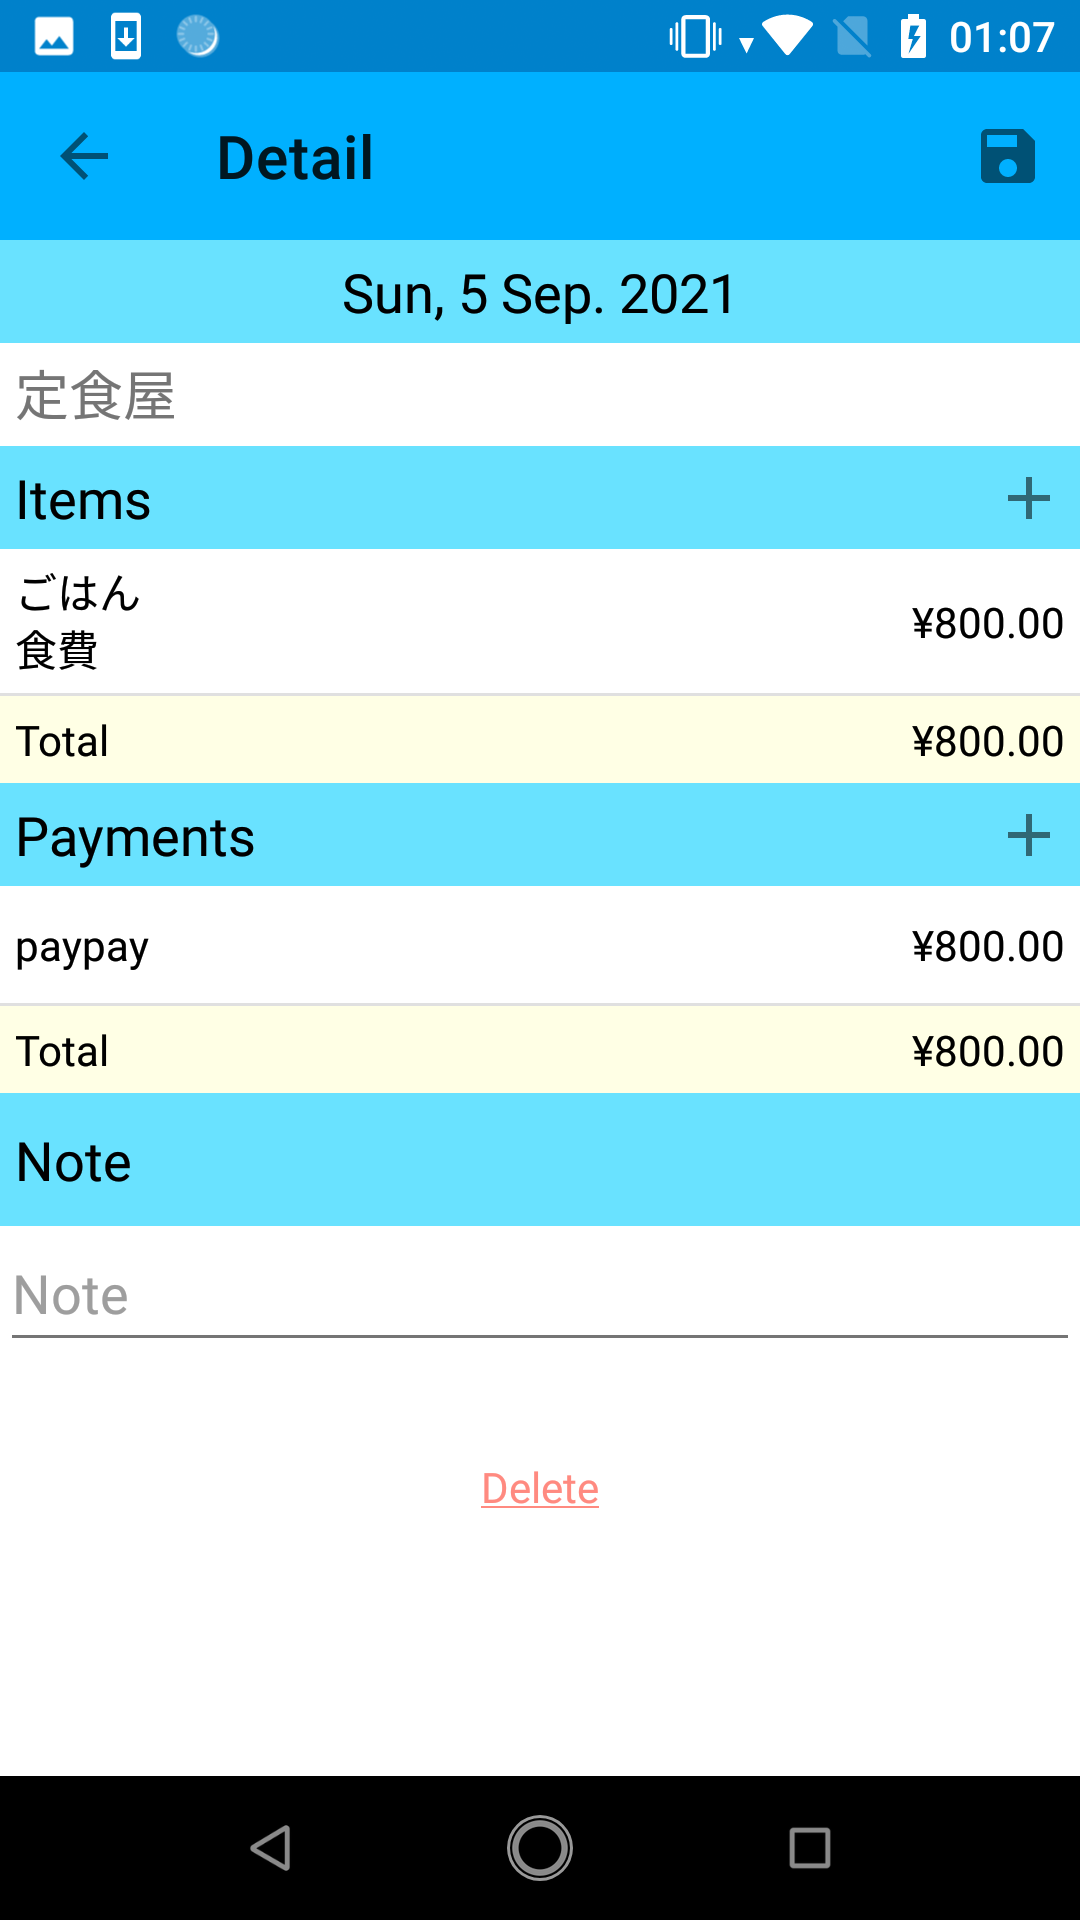 01:07
Detail
Sun, 5 Sep. 2021
定食屋
Items
ごはん
食費
¥800.00
Total
¥800.00
Payments
paypay
¥800.00
Total
¥800.00
Note
Note
Delete